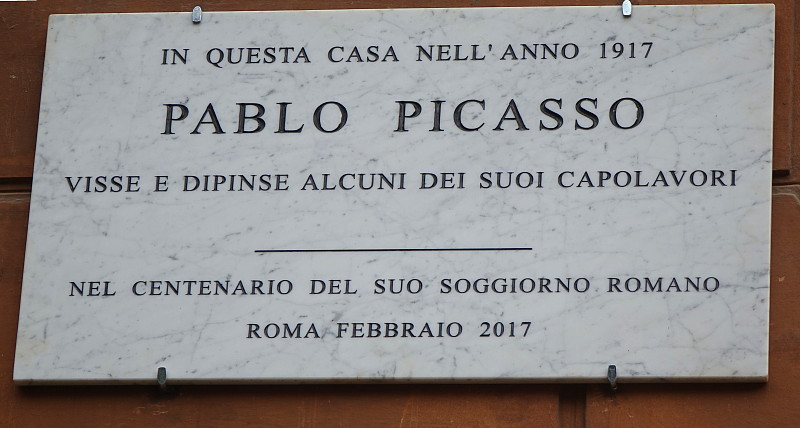 IN QUESTA CASA NELL'ANNO 1917
PABLO PICASSO
VISSE E DIPINSE ALCUNI DEI SUOI CAPOLAVORI
NEL CENTENARIO DEL SUO SOGGIORNO ROMANO
ROMA FEBBRAIO 2017